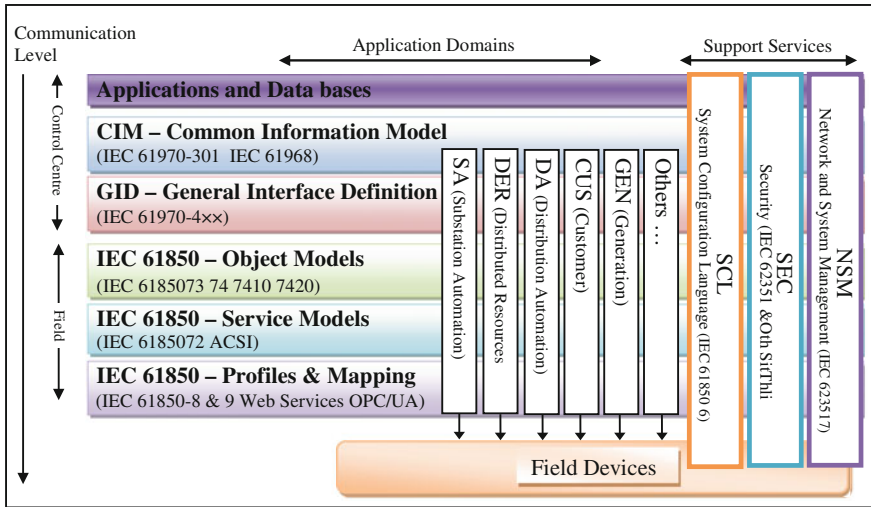 Communication
Level
Application Domains
Support Services
Control Centre
Field
Applications and Data bases
CIM – Common Information Model
(IEC 61970-301 IEC 61968)
GID – General Interface Definition
(IEC 61970-4××)
IEC 61850 – Object Models
(IEC 6185073 74 7410 7420)
IEC 61850 – Service Models
(IEC 6185072 ACSI)
IEC 61850 – Profiles & Mapping
(IEC 61850-8 & 9 Web Services OPC/UA)
SA (Substation Automation)
DER (Distributed Resources
DA (Distribution Automation)
CUS (Customer)
GEN (Generation)
Others ...
SCL
System Configuration Language (IEC 61850 6)
SEC
Security (IEC 62351 &Oth SitThli
NSM
Network and System Management (IEC 623517)
Field Devices